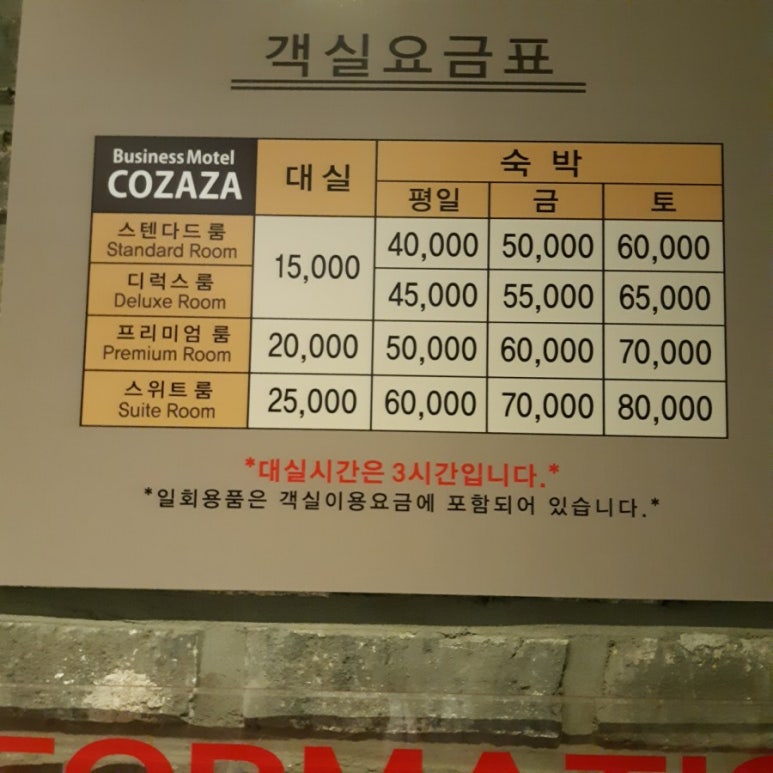 객실요금표
Business Motel
COZAZA
대실
숙박
평일 금 토
스텐다드 룸
Standard Room
15,000
40,000 50,000 60,000
디럭스 룸
Deluxe Room
45,000 55,000 65,000
프리미엄 룸
Premium Room
20,000 50,000 60,000 70,000
스위트 룸
Suite Room
25,000 60,000 70,000 80,000
*대실시간은 3시간입니다.*
*일회용품은 객실이용요금에 포함되어 있습니다.*